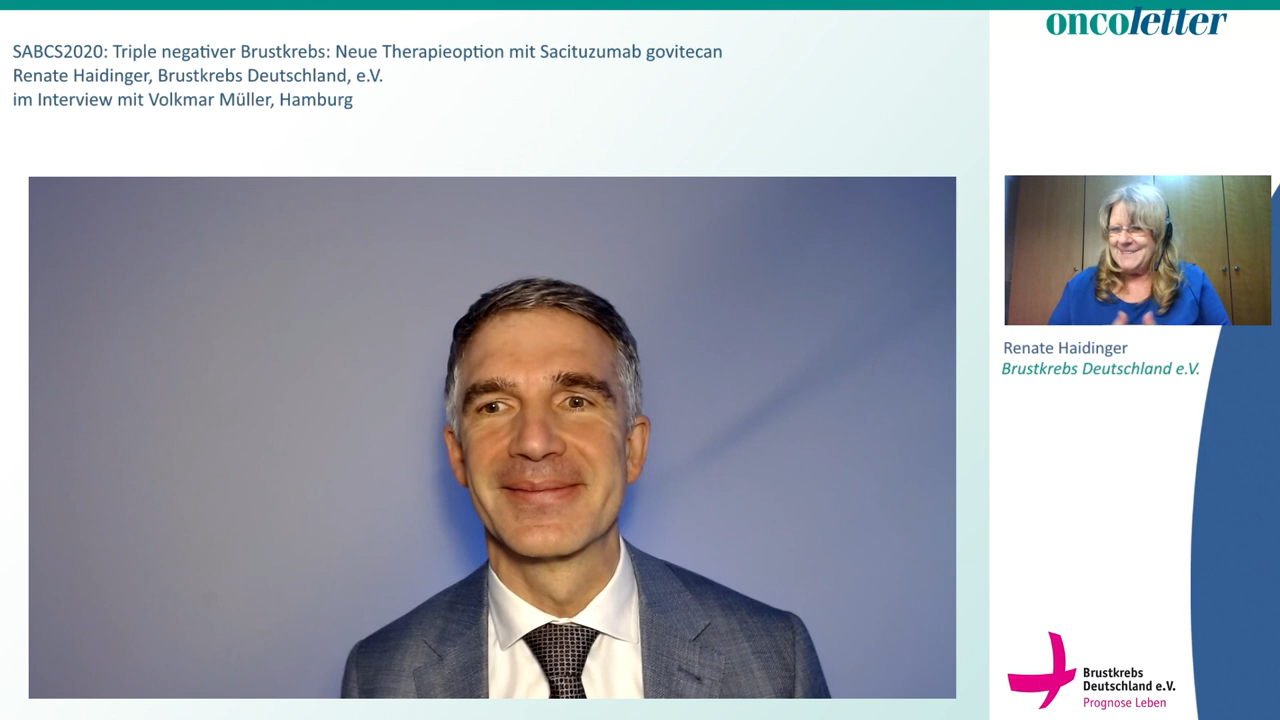 SABCS2020: Triple negativer Brustkrebs: Neue Therapieoption mit Sacituzumab govitecan
Renate Haidinger, Brustkrebs Deutschland, e.V.
im Interview mit Volkmar Müller, Hamburg
oncoletter
Renate Haidinger
Brustkrebs Deutschland e.V.
Brustkrebs
Deutschland e.V.
Prognose Leben